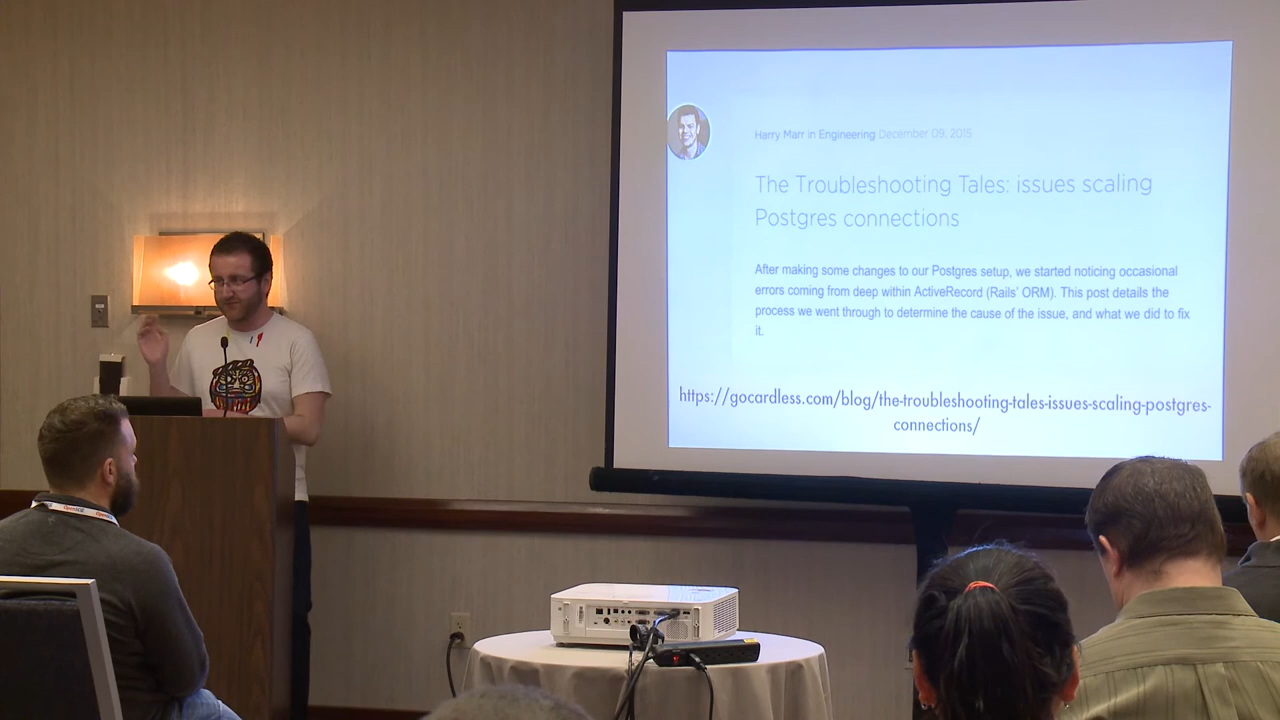 Harry Marr in Engineering December 09, 2015
The Troubleshooting Tales: issues scaling
Postgres connections
After making some changes to our Postgres setup, we started noticing occasional
errors coming from deep within ActiveRecord (Rails' ORM). This post details the
process we went through to determine the cause of the issue, and what we did to fix
it.
https://gocardless.com/blog/the-troubleshooting-tales-issues-scaling-postgres-
connections/